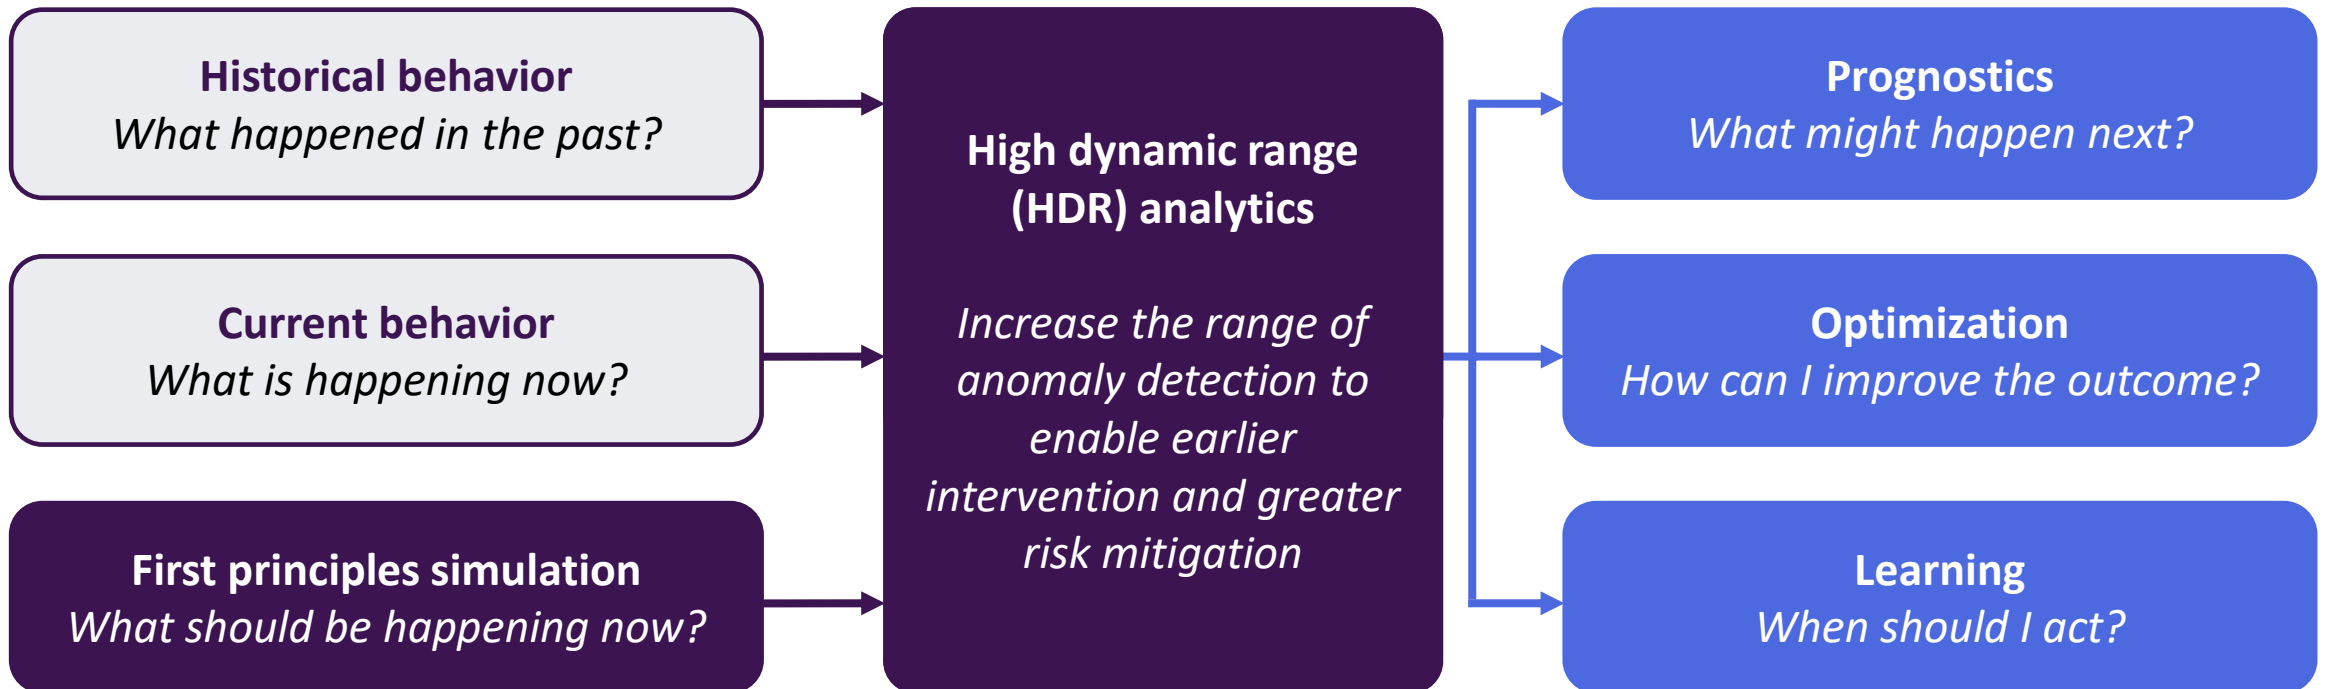 Historical behavior
What happened in the past?
Current behavior
What is happening now?
First principles simulation
What should be happening now?
High dynamic range
(HDR) analytics
Increase the range of
anomaly detection to
enable earlier
intervention and greater
risk mitigation
Prognostics
What might happen next?
Optimization
How can I improve the outcome?
Learning
When should I act?